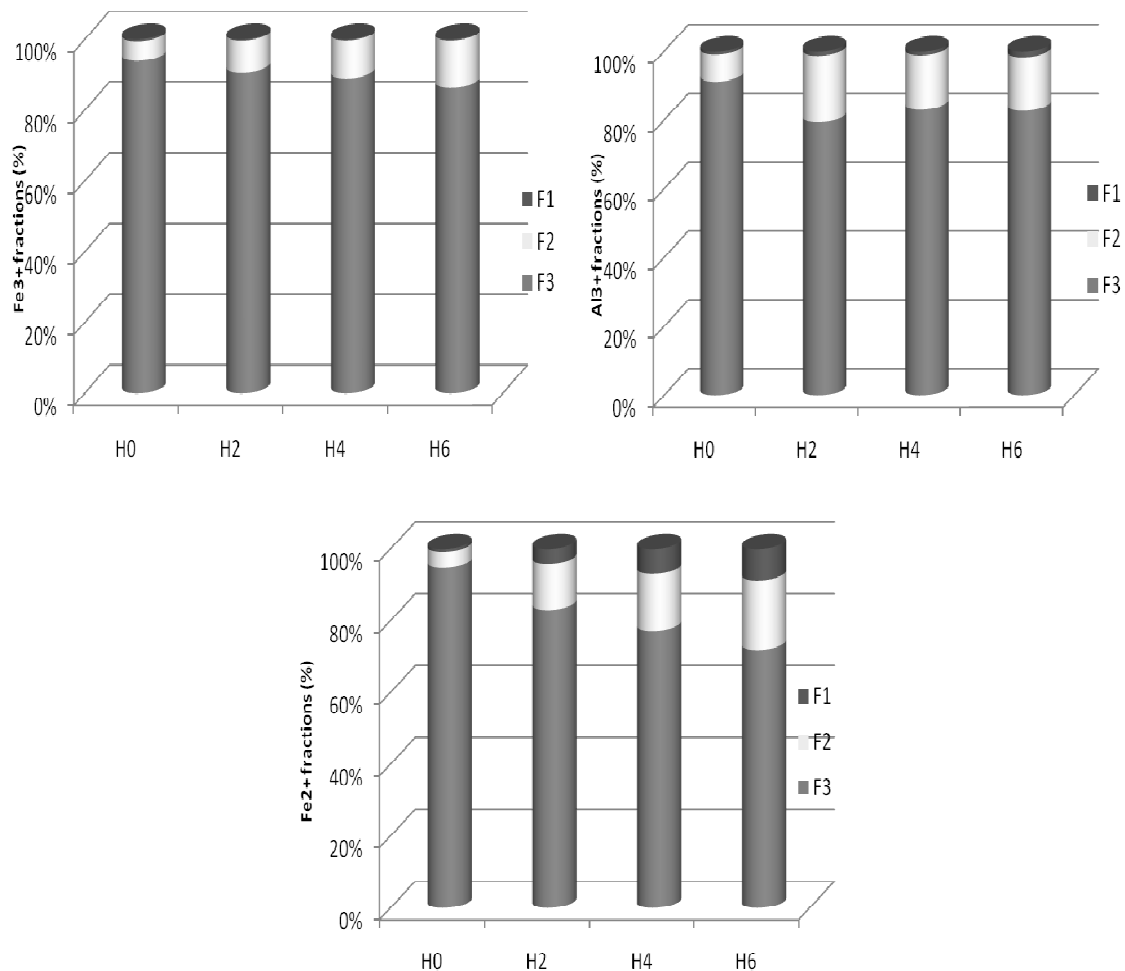 Fe3+fractions (%)
100%
80%
60%
40%
20%
0%
H0 H2 H4 H6
F1
F2
F3
Al3+fractions (%)
100%
80%
60%
40%
20%
0%
H0 H2 H4 H6
F1
F2
F3
Fe2+fractions (%)
100%
80%
60%
40%
20%
0%
H0 H2 H4 H6
F1
F2
F3